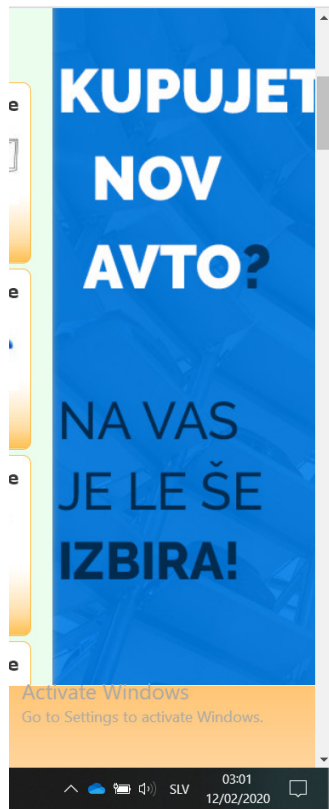 KUPUJET
NOV
AVTO?
NA VAS
JE LE ŠE
IZBIRA!
e
e
e
e
Activate Windows
Go to Settings to activate Windows.
SLV
03:01
12/02/2020